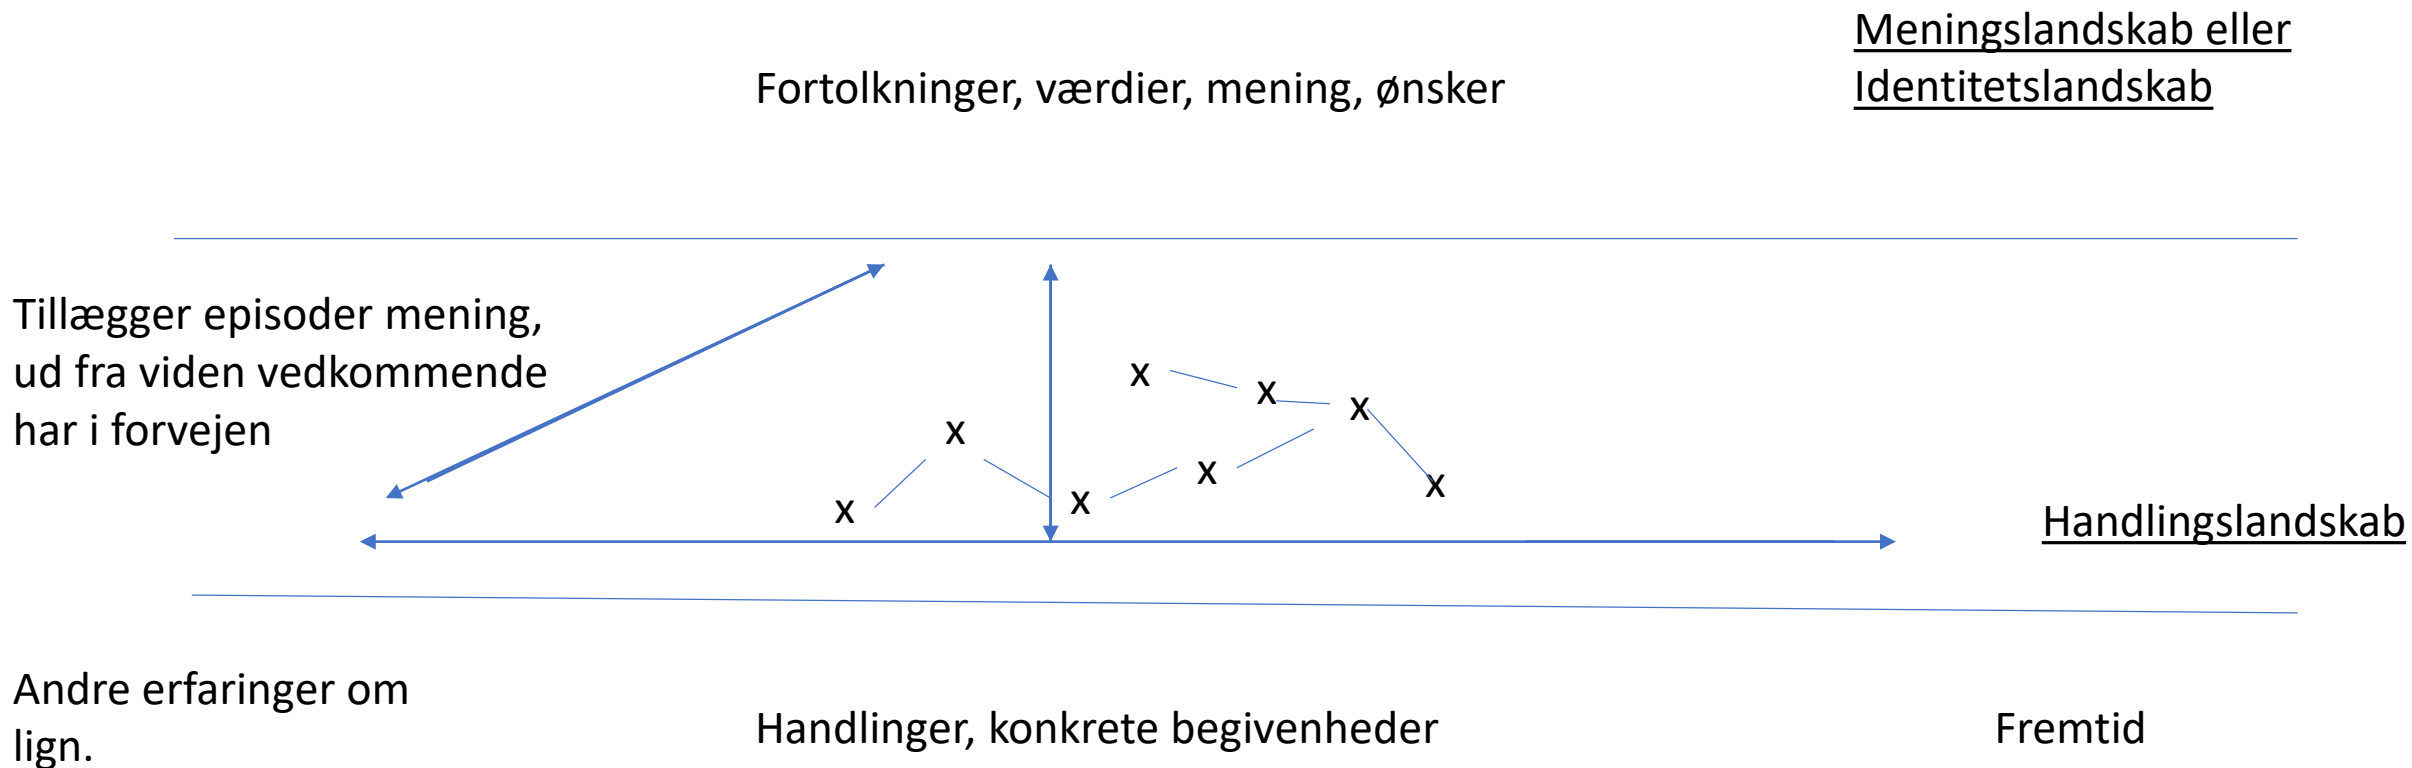 Meningslandskab eller
Identitetslandskab
Fortolkninger, værdier, mening, ønsker
Tillægger episoder mening,
ud fra viden vedkommende
har i forvejen
x
x
x
x
x
x
x
x
Handlingslandskab
Andre erfaringer om
lign.
Handlinger, konkrete begivenheder
Fremtid